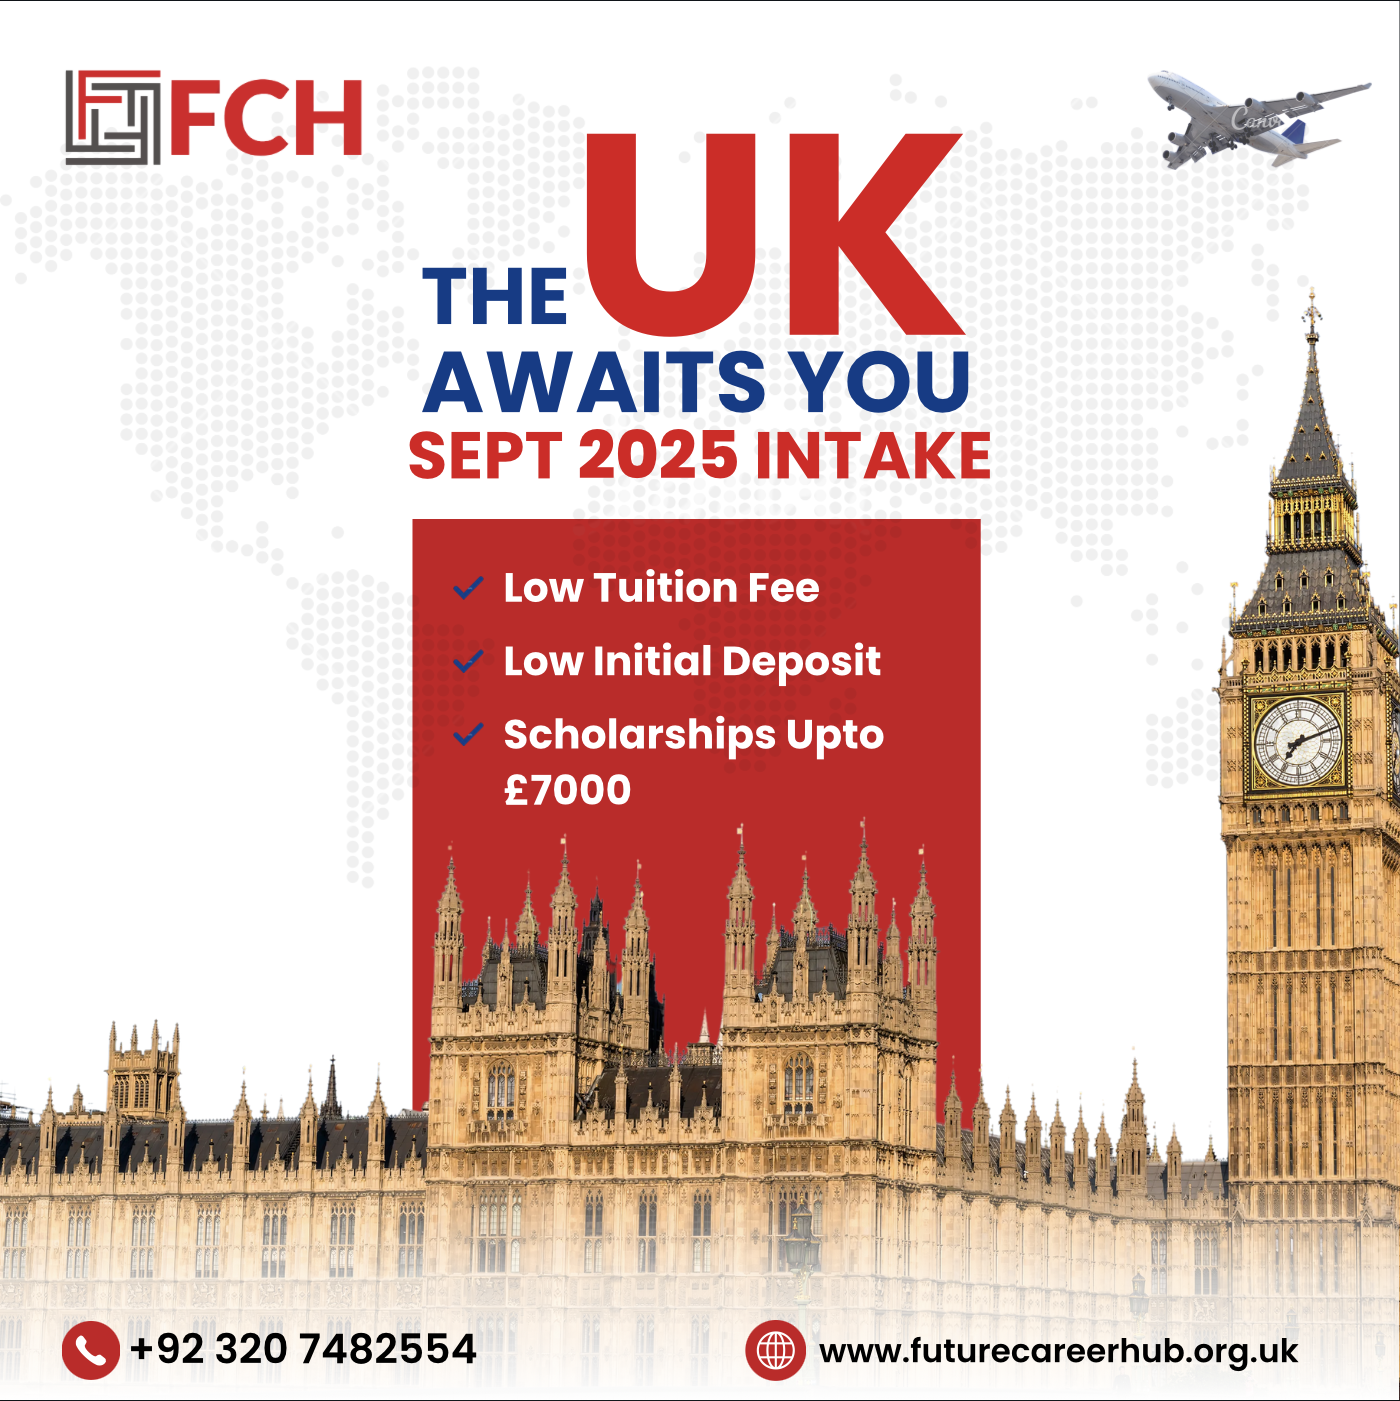 FCH
Canva
THE UK
AWAITS YOU
SEPT 2025 INTAKE
Low Tuition Fee
Low Initial Deposit
Scholarships Upto
£7000
+92 320 7482554
www.futurecareerhub.org.uk